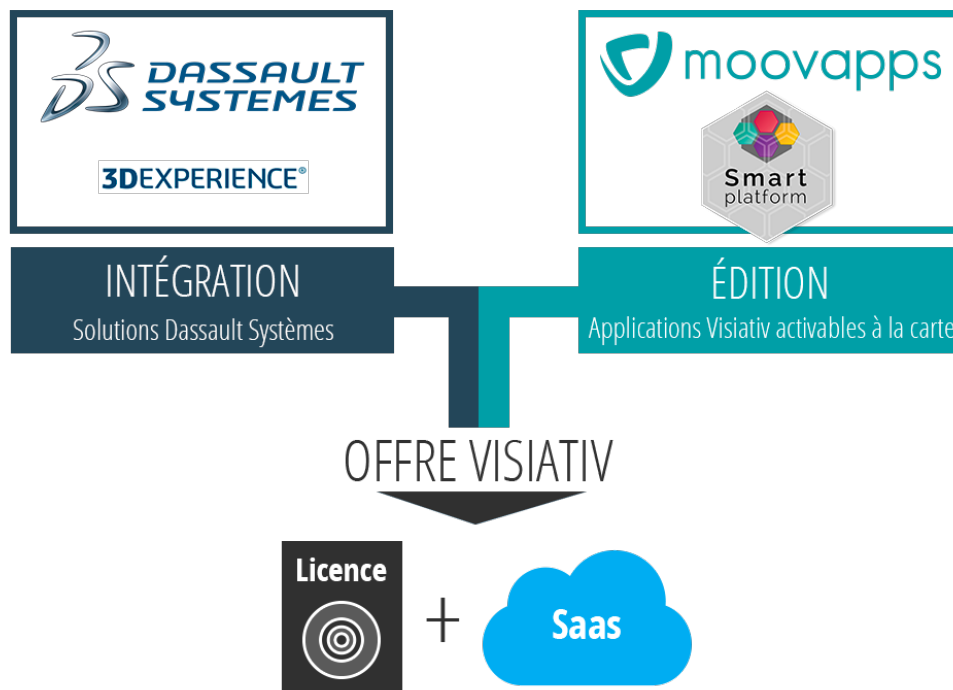 DASSAULT
SYSTEMES
3DEXPERIENCE®
moovapps
Smart
platform
INTÉGRATION
Solutions Dassault Systèmes
ÉDITION
Applications Visiativ activables à la carte
OFFRE VISIATIV
Licence
+
Saas